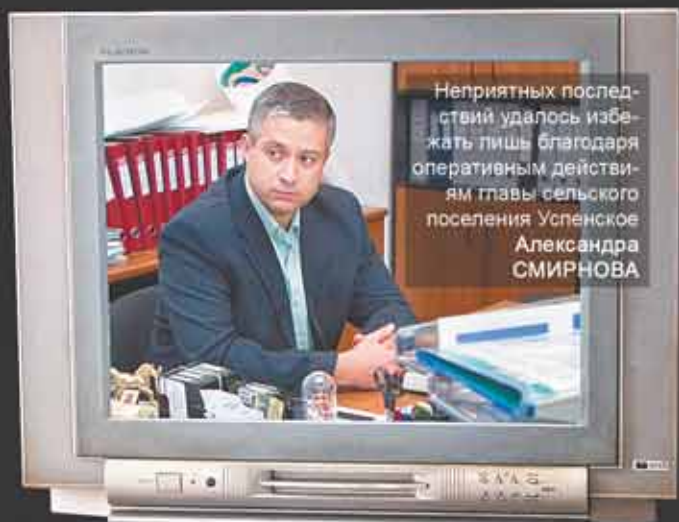 Неприятных послед-
ствий удалось избе-
жать лишь благодаря
оперативным действи-
ям главы сельского
поселения Успенское
Александра
СМИРНОВА